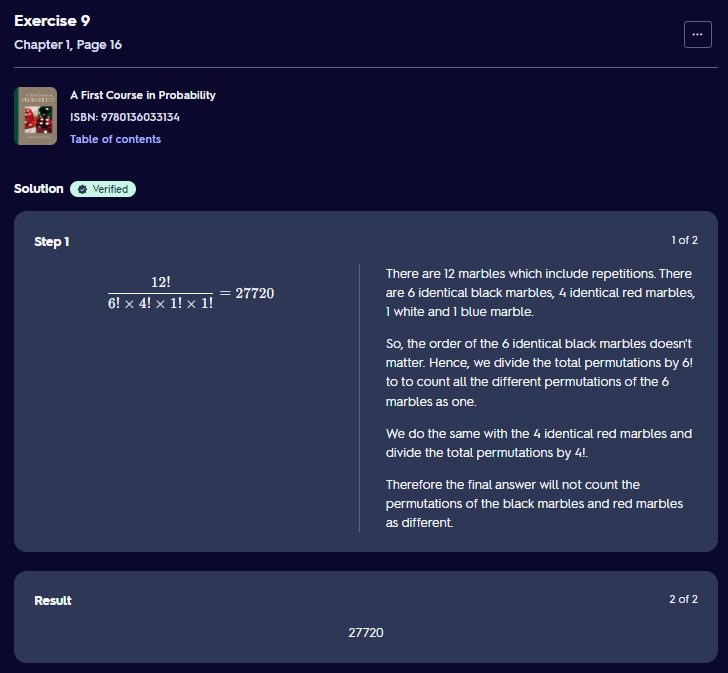 Exercise 9
Chapter 1, Page 16
...
A First Course in
PROBABILITY
A First Course in Probability
ISBN: 9780136033134
Table of contents
Solution Verified
Step 1
1 of 2
12!
6! × 4! × 1! × 1!
= 27720
There are 12 marbles which include repetitions. There
are 6 identical black marbles, 4 identical red marbles,
1 white and 1 blue marble.
So, the order of the 6 identical black marbles doesn't
matter. Hence, we divide the total permutations by 6!
to to count all the different permutations of the 6
marbles as one.
We do the same with the 4 identical red marbles and
divide the total permutations by 4!.
Therefore the final answer will not count the
permutations of the black marbles and red marbles
as different.
Result
2 of 2
27720